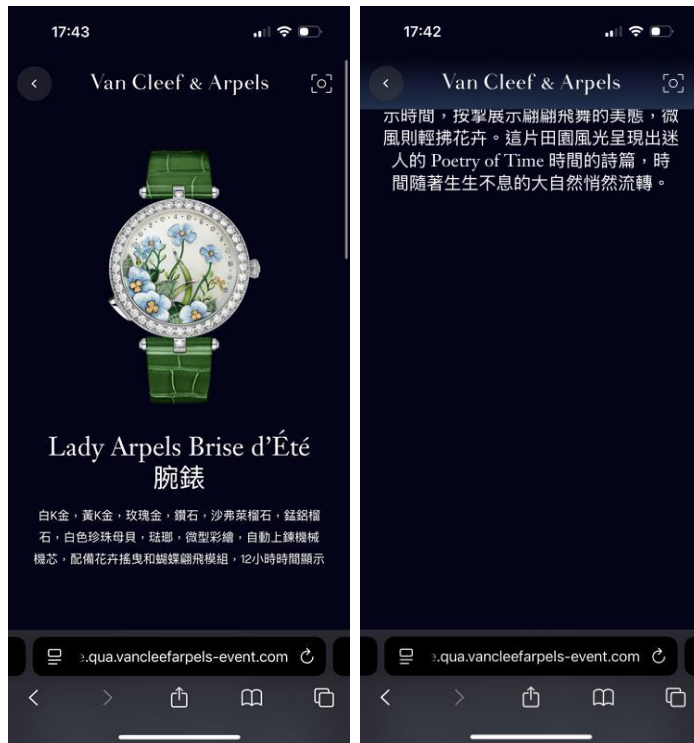 17:43
Van Cleef & Arpels
Lady Arpels Brise d’Été
腕錶
白K金，黃K金，玫瑰金，鑽石，沙弗萊榴石，錳鋁榴
石，白色珍珠母貝，琺瑯，微型彩繪，自動上鍊機械
機芯，配備花卉搖曳和蝴蝶翩飛模組，12小時時間顯示
.qua.vancleefarpels-event.com
17:42
Van Cleef & Arpels
示時間，按掣展示翩翩飛舞的美態，微
風則輕拂花卉。這片田園風光呈現出迷
人的 Poetry of Time 時間的詩篇，時
間隨著生生不息的大自然悄然流轉。
.qua.vancleefarpels-event.com